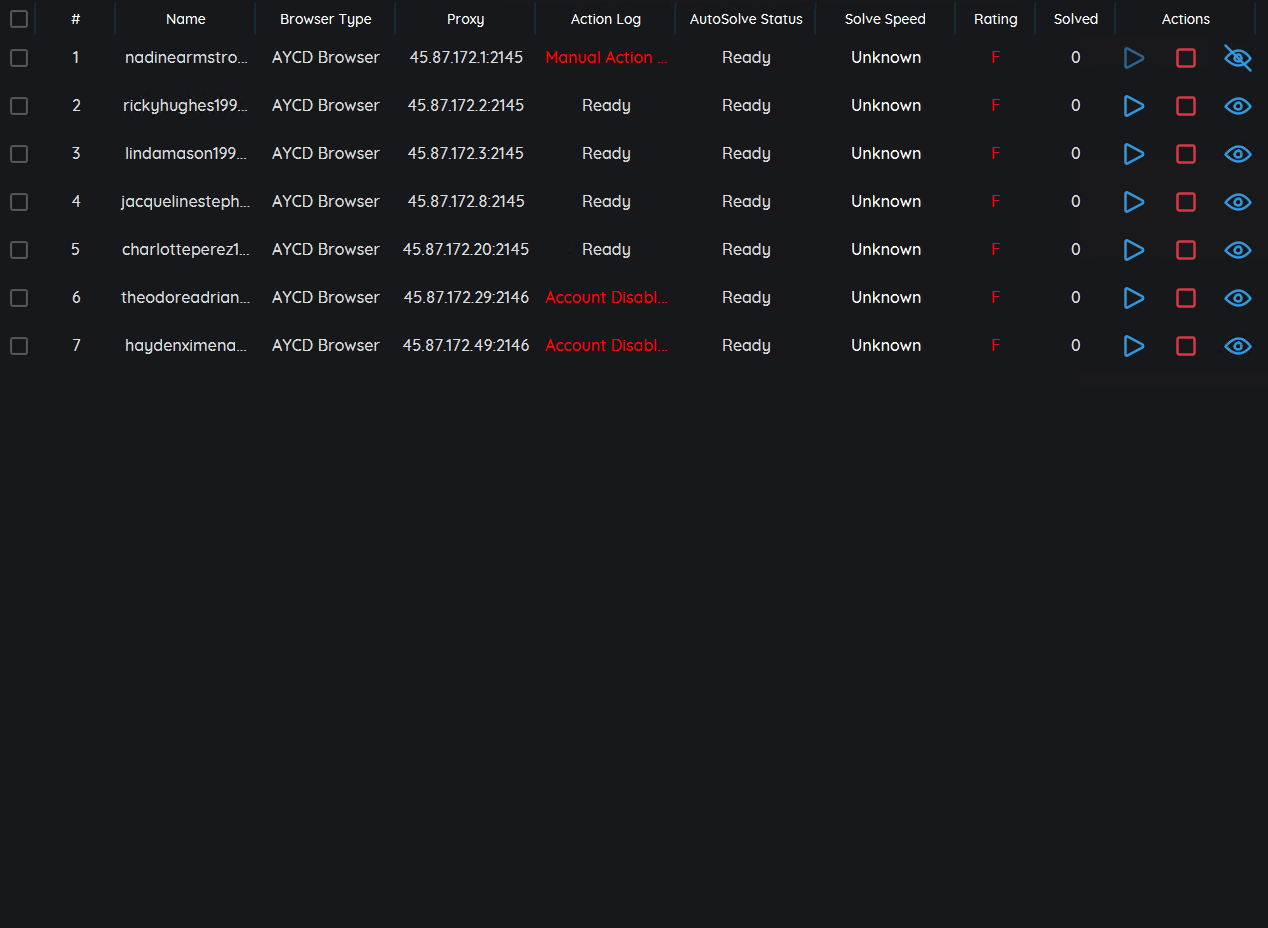 # Name Browser Type Proxy Action Log AutoSolve Status Solve Speed Rating Solved Actions
1 nadinearmstro... AYCD Browser 45.87.172.1:2145 Manual Action ... Ready Unknown F 0
2 rickyhughes199... AYCD Browser 45.87.172.2:2145 Ready Ready Unknown F 0
3 lindamason199... AYCD Browser 45.87.172.3:2145 Ready Ready Unknown F 0
4 jacquelinesteph... AYCD Browser 45.87.172.8:2145 Ready Ready Unknown F 0
5 charlotteperez1... AYCD Browser 45.87.172.20:2145 Ready Ready Unknown F 0
6 theodoreadrian... AYCD Browser 45.87.172.29:2146 Account Disabl... Ready Unknown F 0
7 haydenximena... AYCD Browser 45.87.172.49:2146 Account Disabl... Ready Unknown F 0